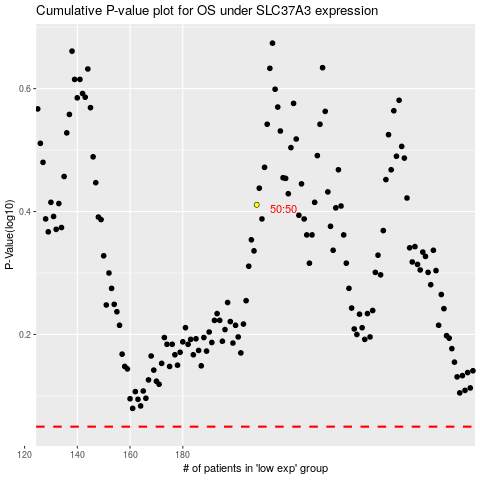 Cumulative P-value plot for OS under SLC37A3 expression
P-Value(log10)
0.6
0.4
0.2
50:50
120 140 160 180
# of patients in 'low exp' group